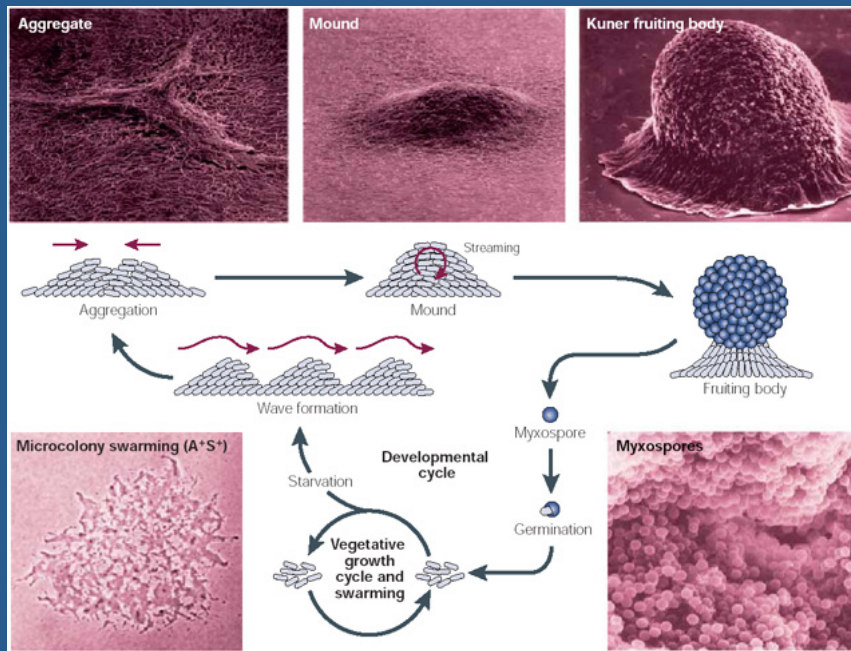 Aggregate
Mound
Kuner fruiting body
Streaming
Aggregation
Mound
Fruiting body
Wave formation
Myxospore
Microcolony swarming (A⁺S⁺)
Developmental
cycle
Myxospores
Starvation
Germination
Vegetative
growth
cycle and
swarming